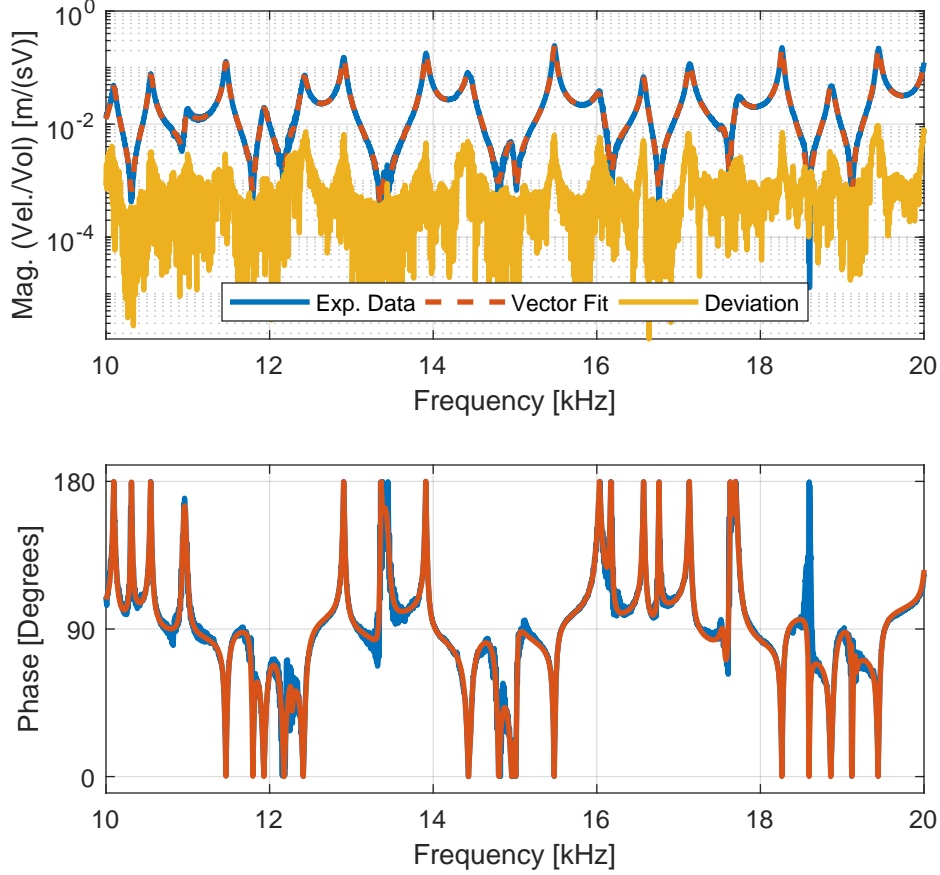 Mag. (Vel./Vol) [m/(sV)]
10^0
10^-2
10^-4
Exp. Data Vector Fit Deviation
10 12 14 16 18 20
Frequency [kHz]
Phase [Degrees]
180
90
0
10 12 14 16 18 20
Frequency [kHz]